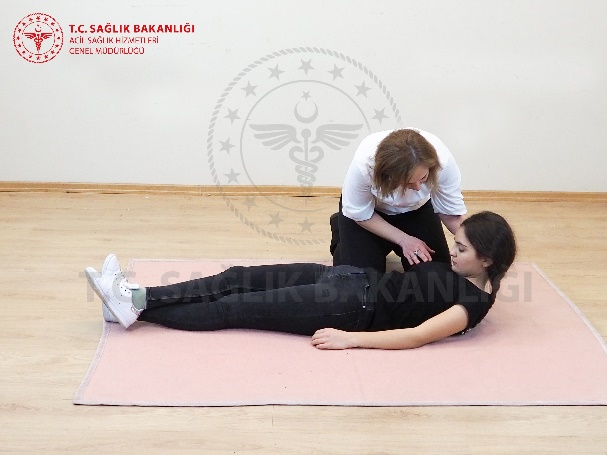 T.C. SAĞLIK BAKANLIĞI
ACİL SAĞLIK HİZMETLERİ
GENEL MÜDÜRLÜĞÜ
T.C. SAĞLIK BAKANLIĞI